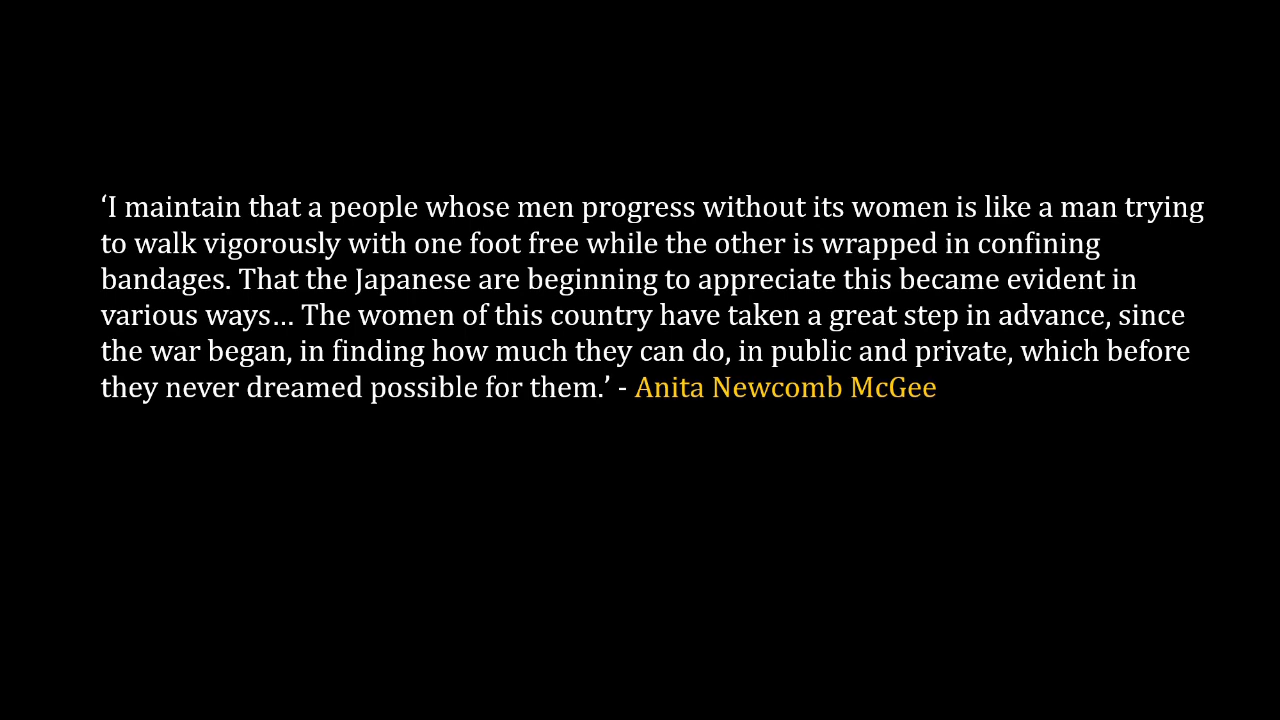 ‘I maintain that a people whose men progress without its women is like a man trying
to walk vigorously with one foot free while the other is wrapped in confining
bandages. That the Japanese are beginning to appreciate this became evident in
various ways… The women of this country have taken a great step in advance, since
the war began, in finding how much they can do, in public and private, which before
they never dreamed possible for them.’ - Anita Newcomb McGee